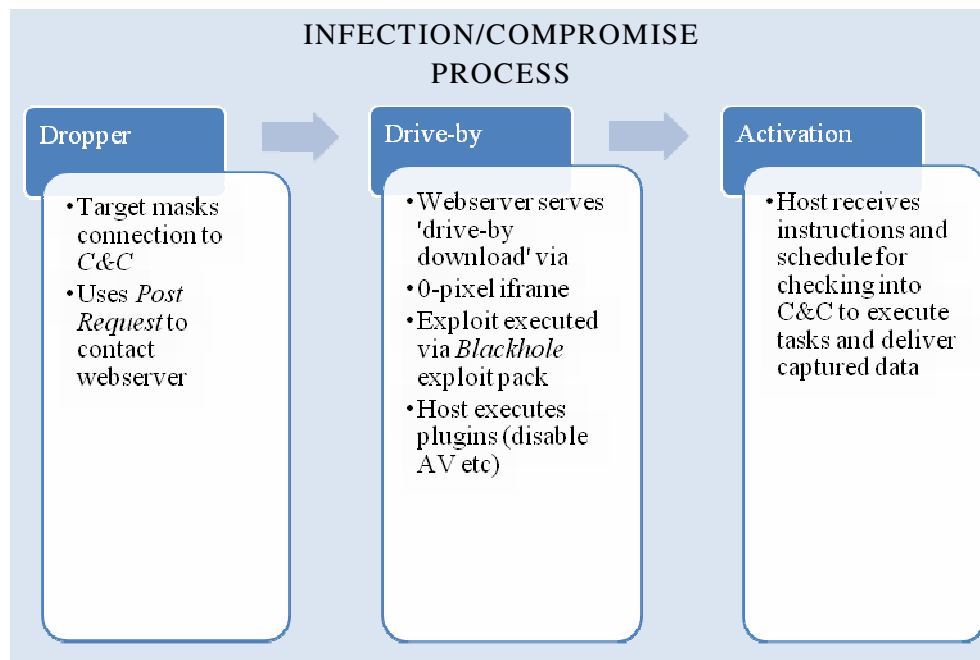 INFECTION/COMPROMISE
PROCESS
Dropper
•Target masks
connection to
C&C
•Uses Post
Request to
contact
webserver
Drive-by
•Webserver serves
'drive-by
download' via
•0-pixel iframe
•Exploit executed
via Blackhole
exploit pack
•Host executes
plugins (disable
AV etc)
Activation
•Host receives
instructions and
schedule for
checking into
C&C to execute
tasks and deliver
captured data